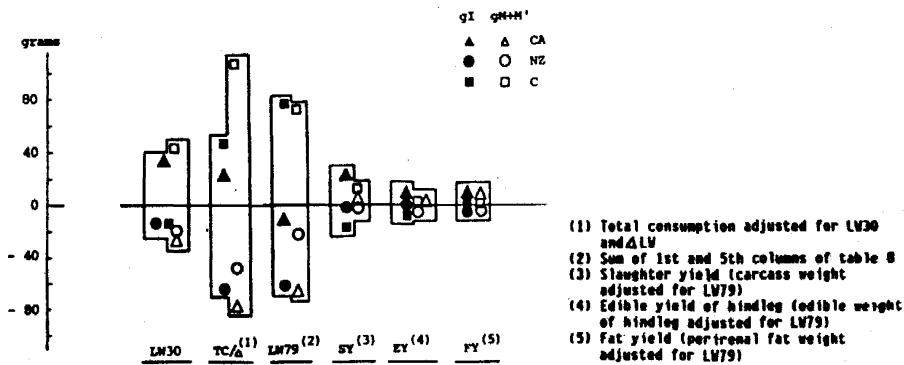 gI gM+M'
grams
CA
NZ
C
80
40
0
- 40
- 80
LW30 TC/Δ(1) LW79(2) SY(3) EY(4) FY(5)
(1) Total consumption adjusted for LW30
and ΔLW
(2) Sum of 1st and 5th columns of table 8
(3) Slaughter yield (carcass weight
adjusted for LW79)
(4) Edible yield of hindleg (edible weight
of hindleg adjusted for LW79)
(5) Fat yield (perirenal fat weight
adjusted for LW79)